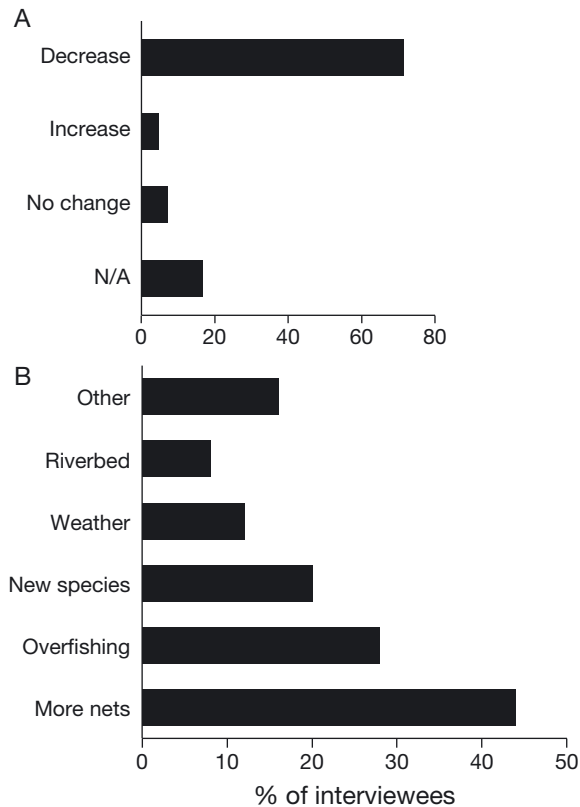 A
Decrease
Increase
No change
N/A
0 20 40 60 80
B
Other
Riverbed
Weather
New species
Overfishing
More nets
0 10 20 30 40 50
% of interviewees